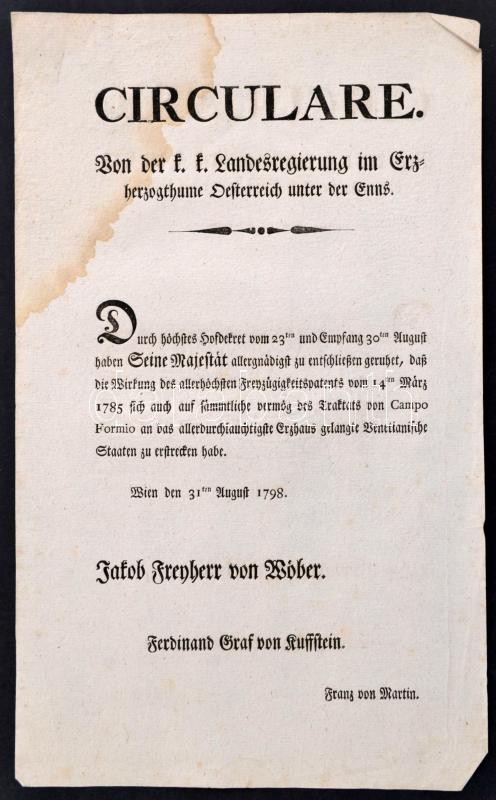 CIRCULARE.
Von der k. k. Landesregierung im Erz-
herzogthume Oesterreich unter der Enns.
Durch höchstes Hofdekret vom 23ten und Empfang 30ten August
haben Seine Majestät allergnädigst zu entschließen geruhet, daß
die Wirkung des allerhöchsten Freyzügigkeitspatents vom 14ten März
1785 sich auch auf sämmtliche vermög des Traktats von Campo
Formio an das allerdurchlauchtigste Erzhaus gelangte Venetianische
Staaten zu erstrecken habe.
Wien den 31ten August 1798.
Jakob Freyherr von Wöber.
Ferdinand Graf von Kuffstein.
Franz von Martin.